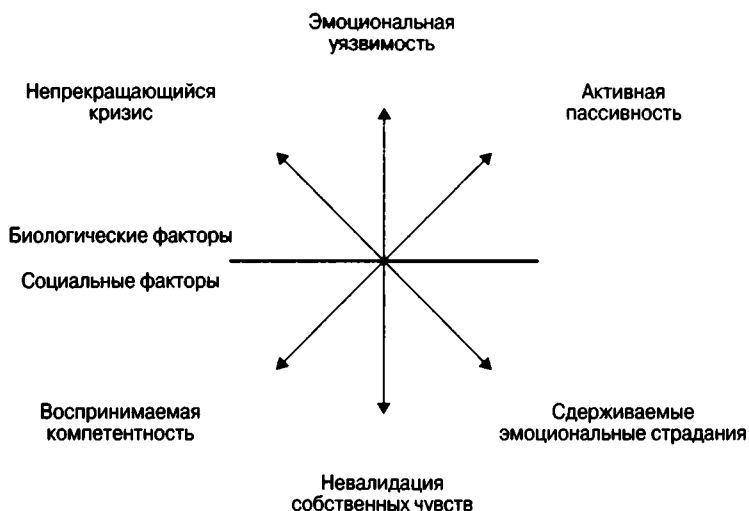 Эмоциональная
уязвимость
Непрекращающийся
кризис
Активная
пассивность
Биологические факторы
Социальные факторы
Воспринимаемая
компетентность
Сдерживаемые
эмоциональные страдания
Невалидация
собственных чувств